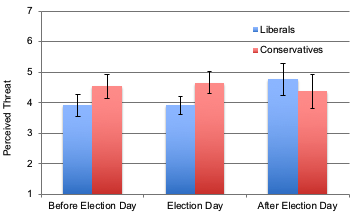 7
Liberals
6
Conservatives
5
4
3
2
1
Perceived Threat
Before Election Day
Election Day
After Election Day